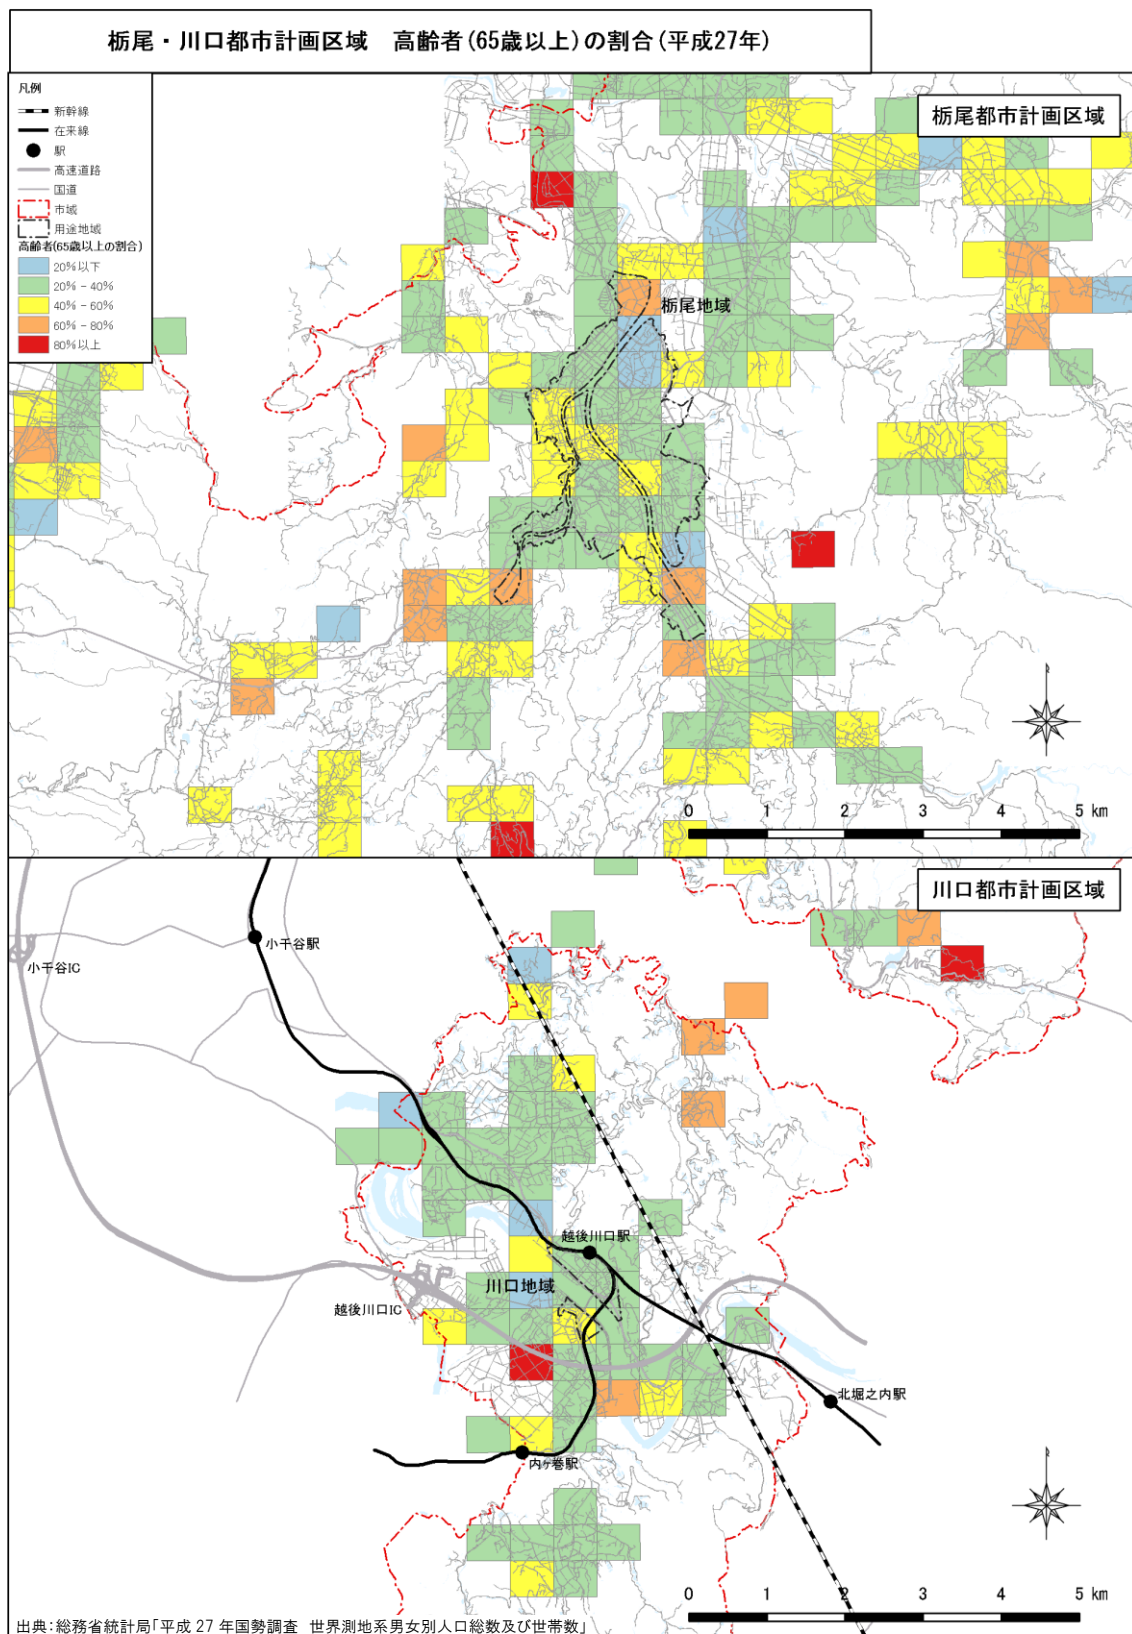 栃尾・川口都市計画区域　高齢者(65歳以上)の割合(平成27年)
栃尾都市計画区域
凡例
新幹線
在来線
駅
高速道路
国道
市域
用途地域
高齢者(65歳以上の割合)
20%以下
20% - 40%
40% - 60%
60% - 80%
80%以上
栃尾地域
N
0 1 2 3 4 5 km
川口都市計画区域
小千谷駅
小千谷IC
越後川口駅
川口地域
越後川口IC
北堀之内駅
内ヶ巻駅
N
0 1 2 3 4 5 km
出典:総務省統計局「平成 27 年国勢調査　世界測地系男女別人口総数及び世帯数」